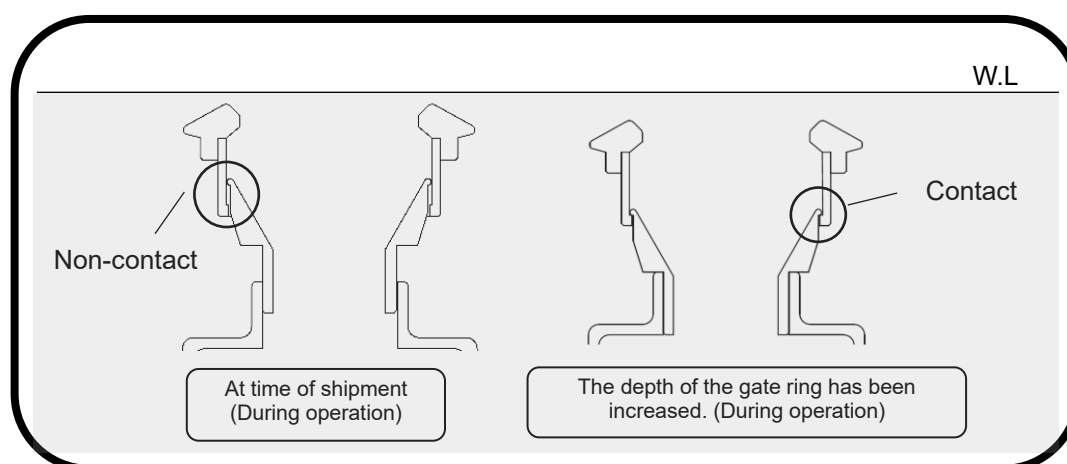 W.L
Non-contact
Contact
At time of shipment
(During operation)
The depth of the gate ring has been
increased. (During operation)